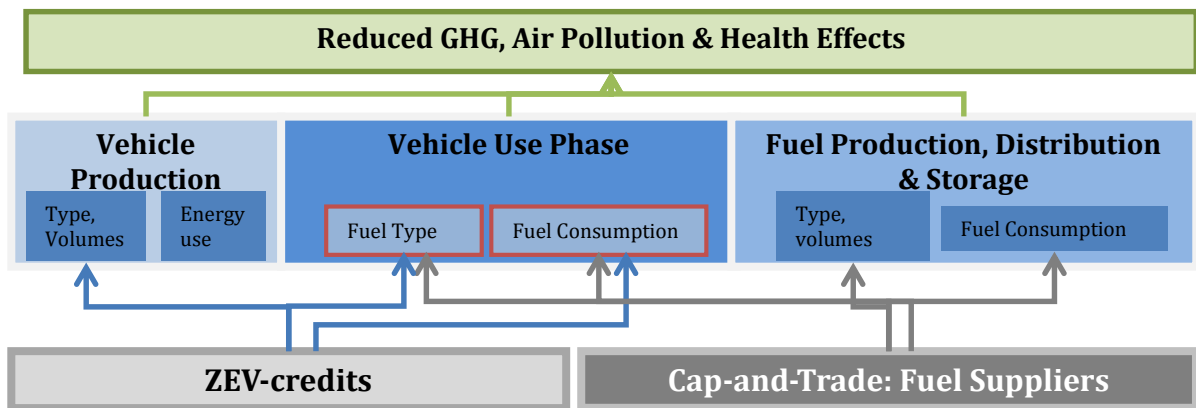 Reduced GHG, Air Pollution & Health Effects
Vehicle
Production
Type,
Volumes
Energy
use
Vehicle Use Phase
Fuel Type
Fuel Consumption
Fuel Production, Distribution
& Storage
Type,
volumes
Fuel Consumption
ZEV-credits
Cap-and-Trade: Fuel Suppliers